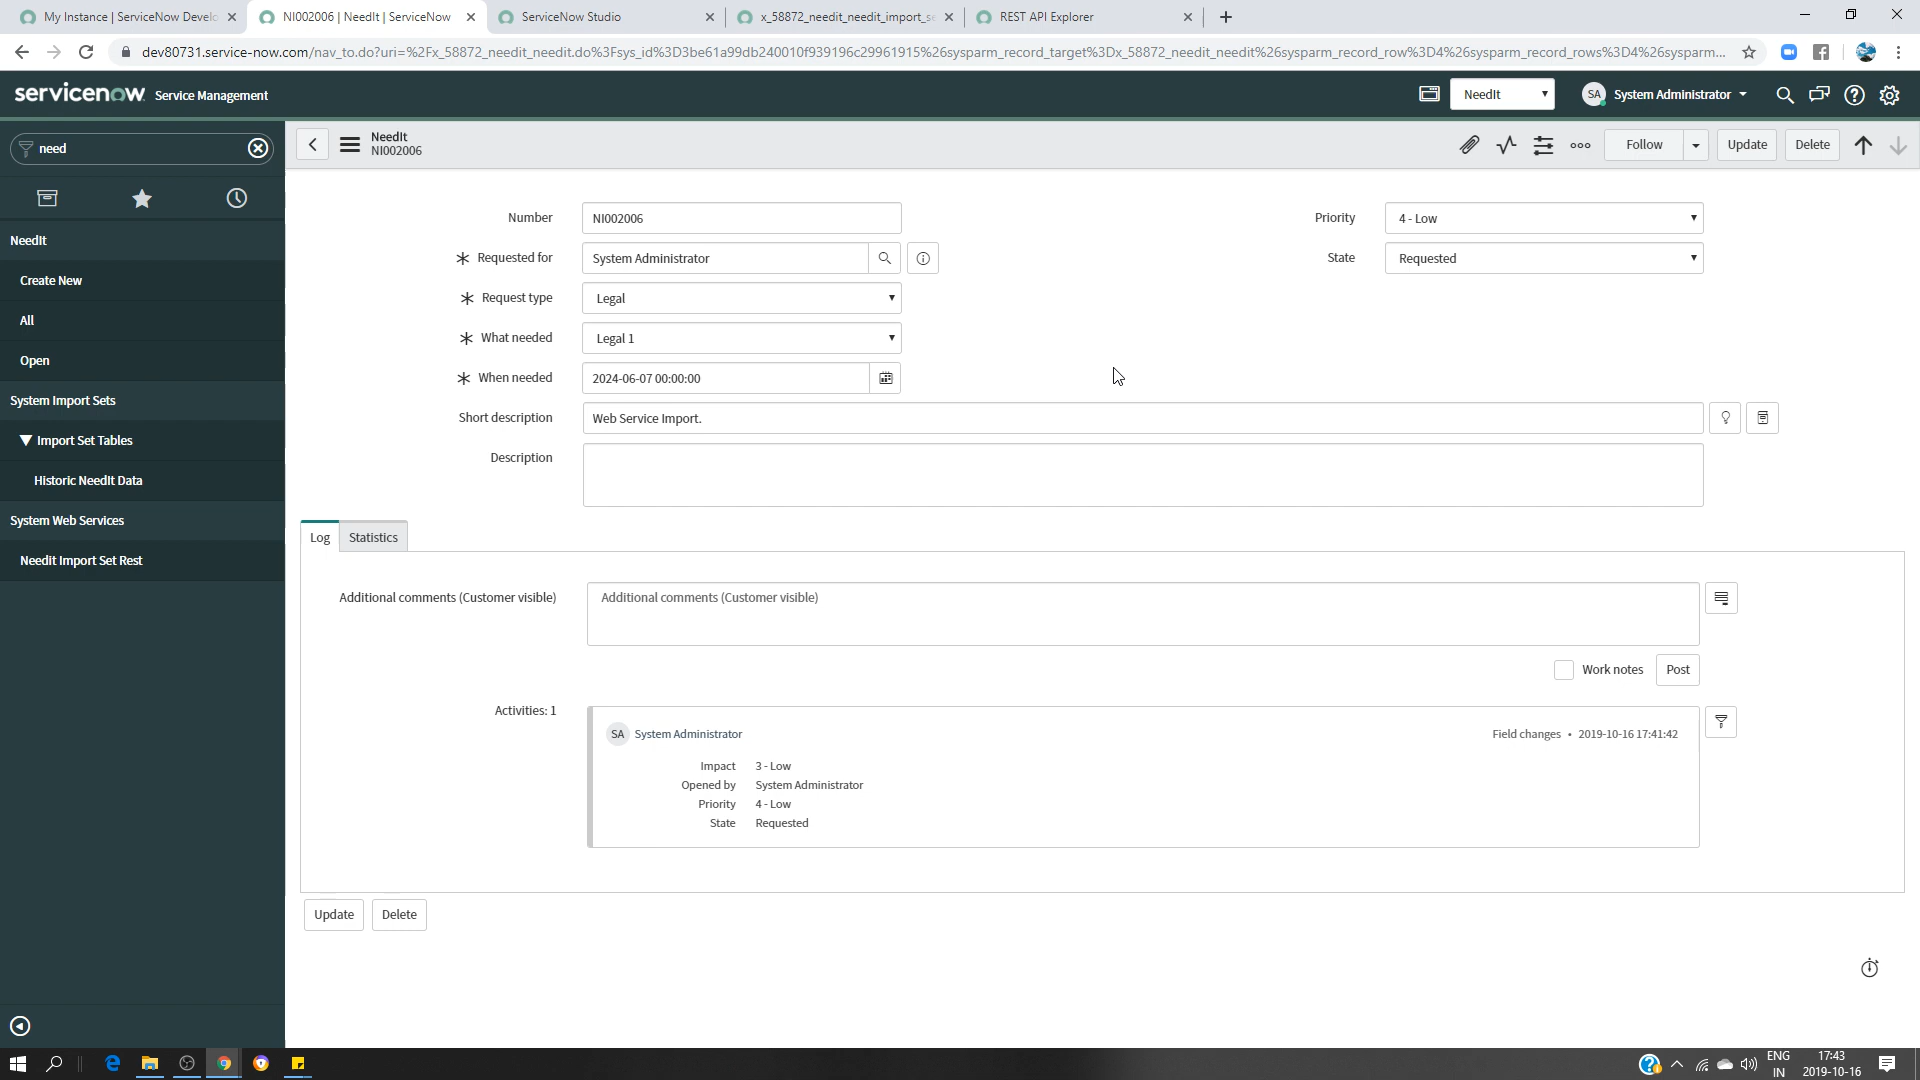 My Instance | ServiceNow Develo
NI002006 | NeedIt | ServiceNow
ServiceNow Studio
x_58872_needit_needit_import_se
REST API Explorer
dev80731.service-now.com/nav_to.do?uri=%2Fx_58872_needit_needit.do%3Fsys_id%3D3be61a99db240010f939196c29961915%26sysparm_record_target%3Dx_58872_needit_needit%26sysparm_record_row%3D4%26sysparm_record_rows%3D4%26sysparm...
servicenow Service Management
NeedIt
SA System Administrator
need
NeedIt
NI002006
Follow
Update
Delete
NeedIt
Create New
All
Open
System Import Sets
Import Set Tables
Historic NeedIt Data
System Web Services
Needit Import Set Rest
Number NI002006
Priority 4 - Low
Requested for System Administrator
State Requested
Request type Legal
What needed Legal 1
When needed 2024-06-07 00:00:00
Short description Web Service Import.
Description
Log Statistics
Additional comments (Customer visible) Additional comments (Customer visible)
Work notes Post
Activities: 1
SA System Administrator Field changes • 2019-10-16 17:41:42
Impact 3 - Low
Opened by System Administrator
Priority 4 - Low
State Requested
Update Delete
ENG
IN
17:43
2019-10-16